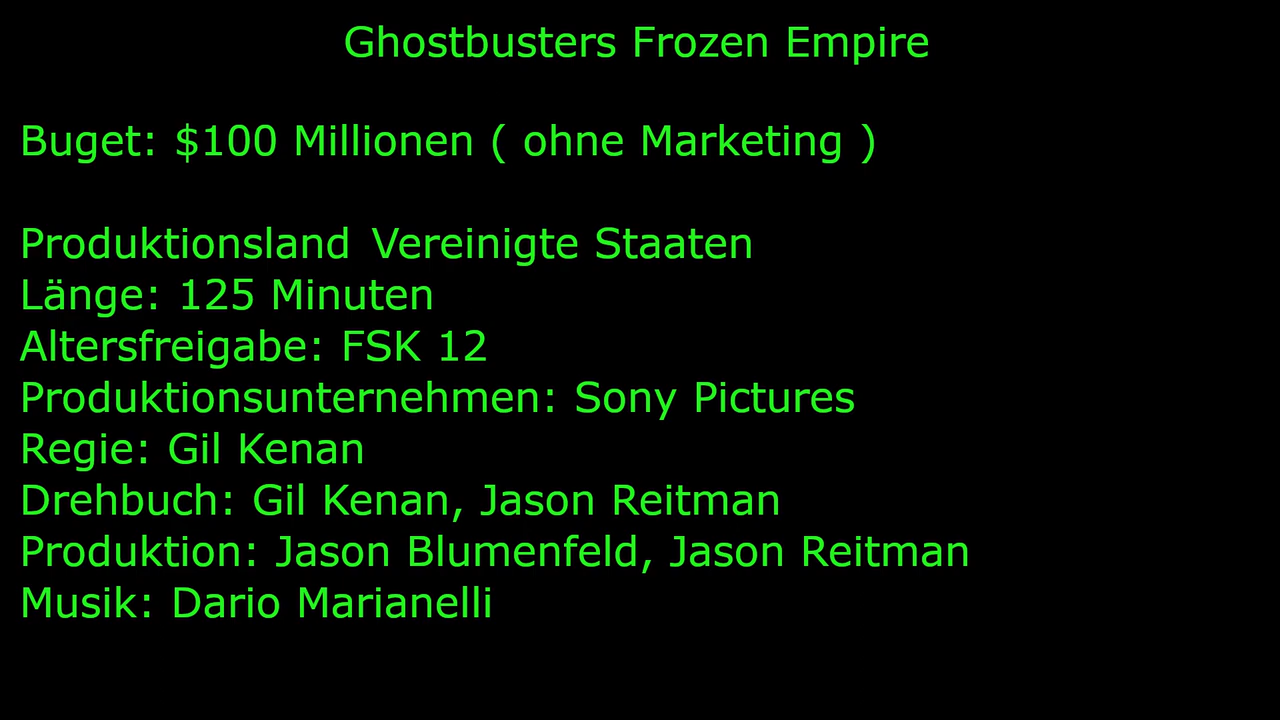 Ghostbusters Frozen Empire
Buget: $100 Millionen ( ohne Marketing )
Produktionsland Vereinigte Staaten
Länge: 125 Minuten
Altersfreigabe: FSK 12
Produktionsunternehmen: Sony Pictures
Regie: Gil Kenan
Drehbuch: Gil Kenan, Jason Reitman
Produktion: Jason Blumenfeld, Jason Reitman
Musik: Dario Marianelli